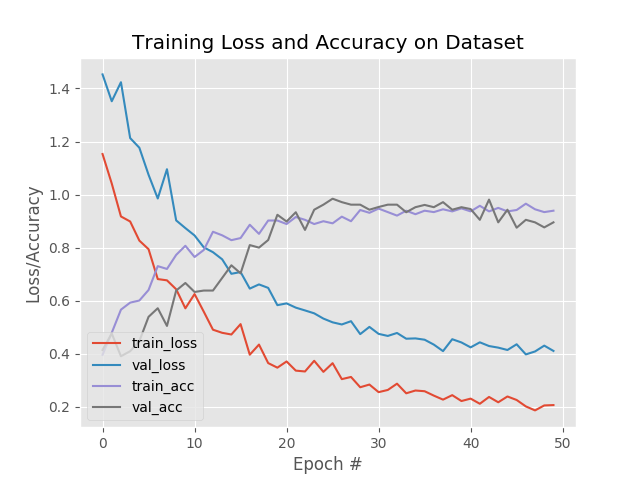 Training Loss and Accuracy on Dataset
Loss/Accuracy
1.4
1.2
1.0
0.8
0.6
0.4
0.2
train_loss
val_loss
train_acc
val_acc
0
10
20
30
40
50
Epoch #